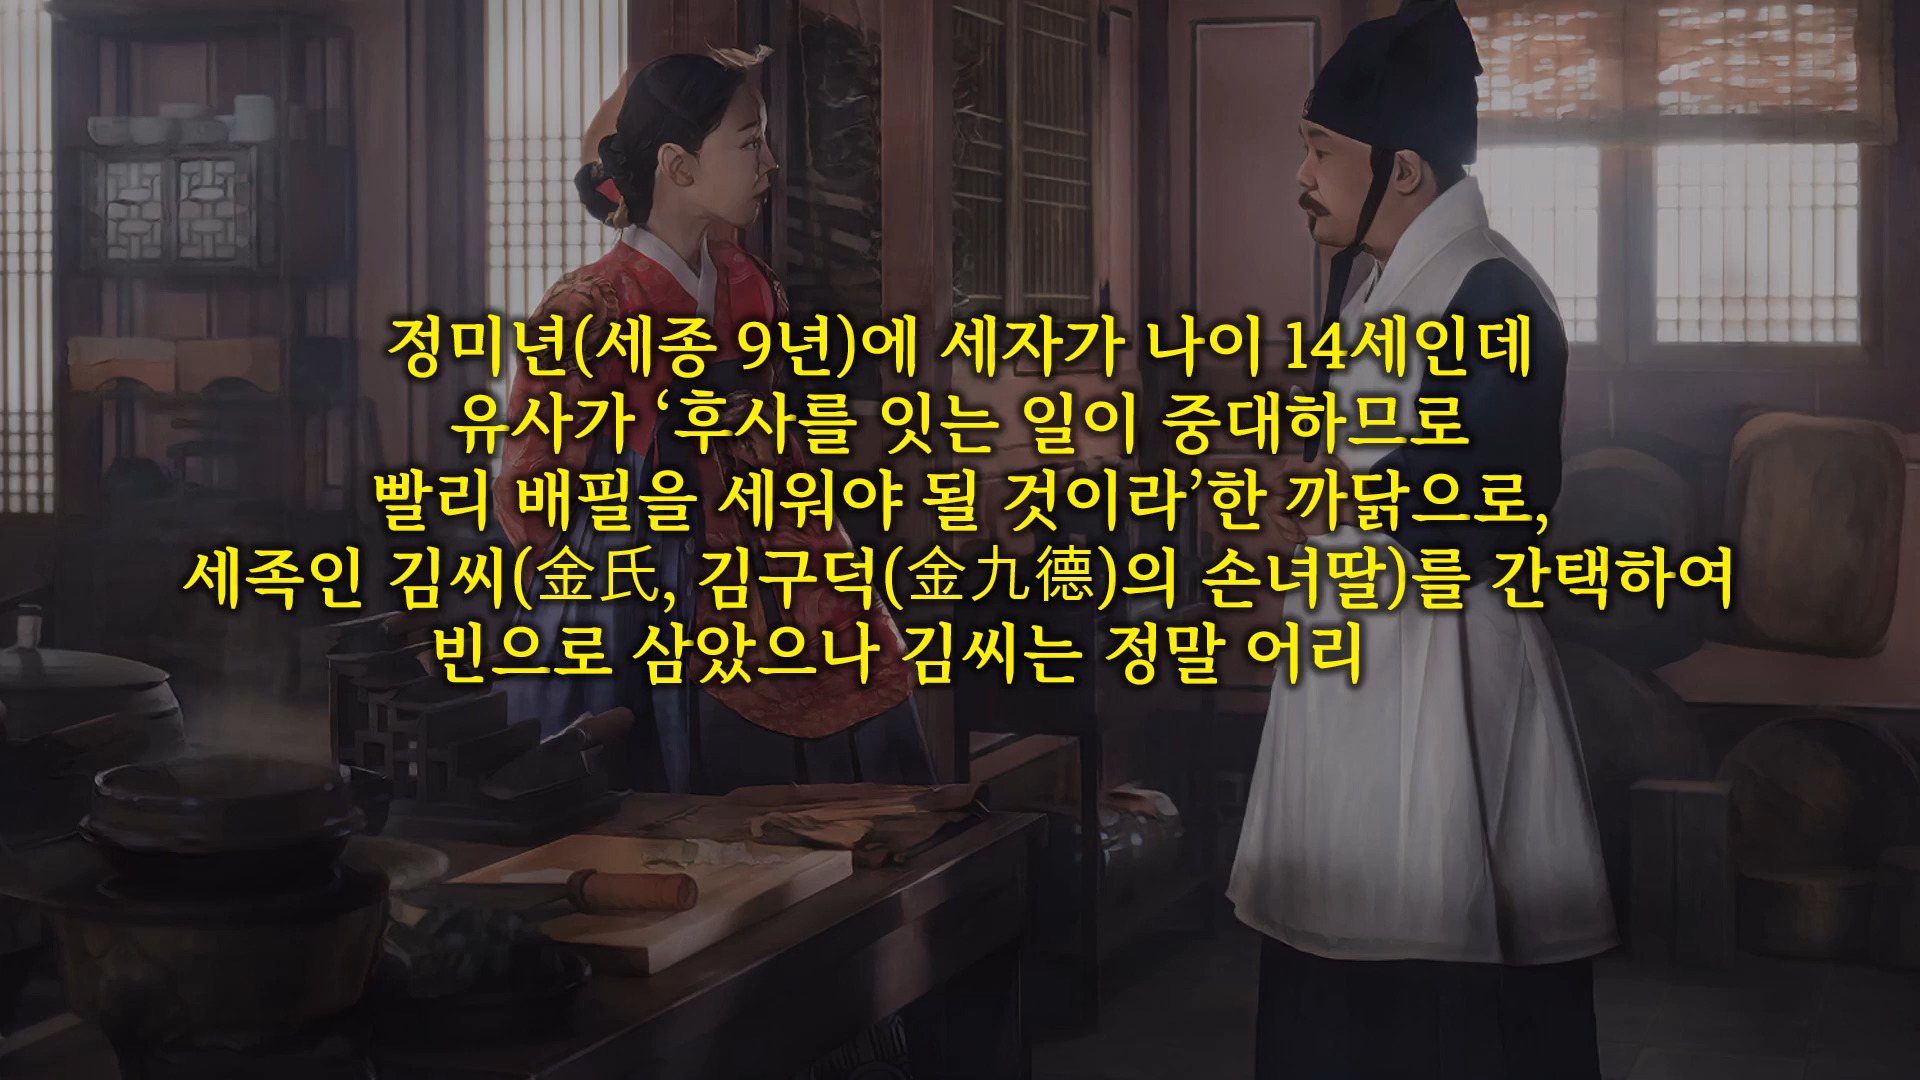 정미년(세종 9년)에 세자가 나이 14세인데
유사가 ‘후사를 잇는 일이 중대하므로
빨리 배필을 세워야 될 것이라’한 까닭으로,
세족인 김씨(金氏, 김구덕(金九德)의 손녀딸)를 간택하여
빈으로 삼았으나 김씨는 정말 어리